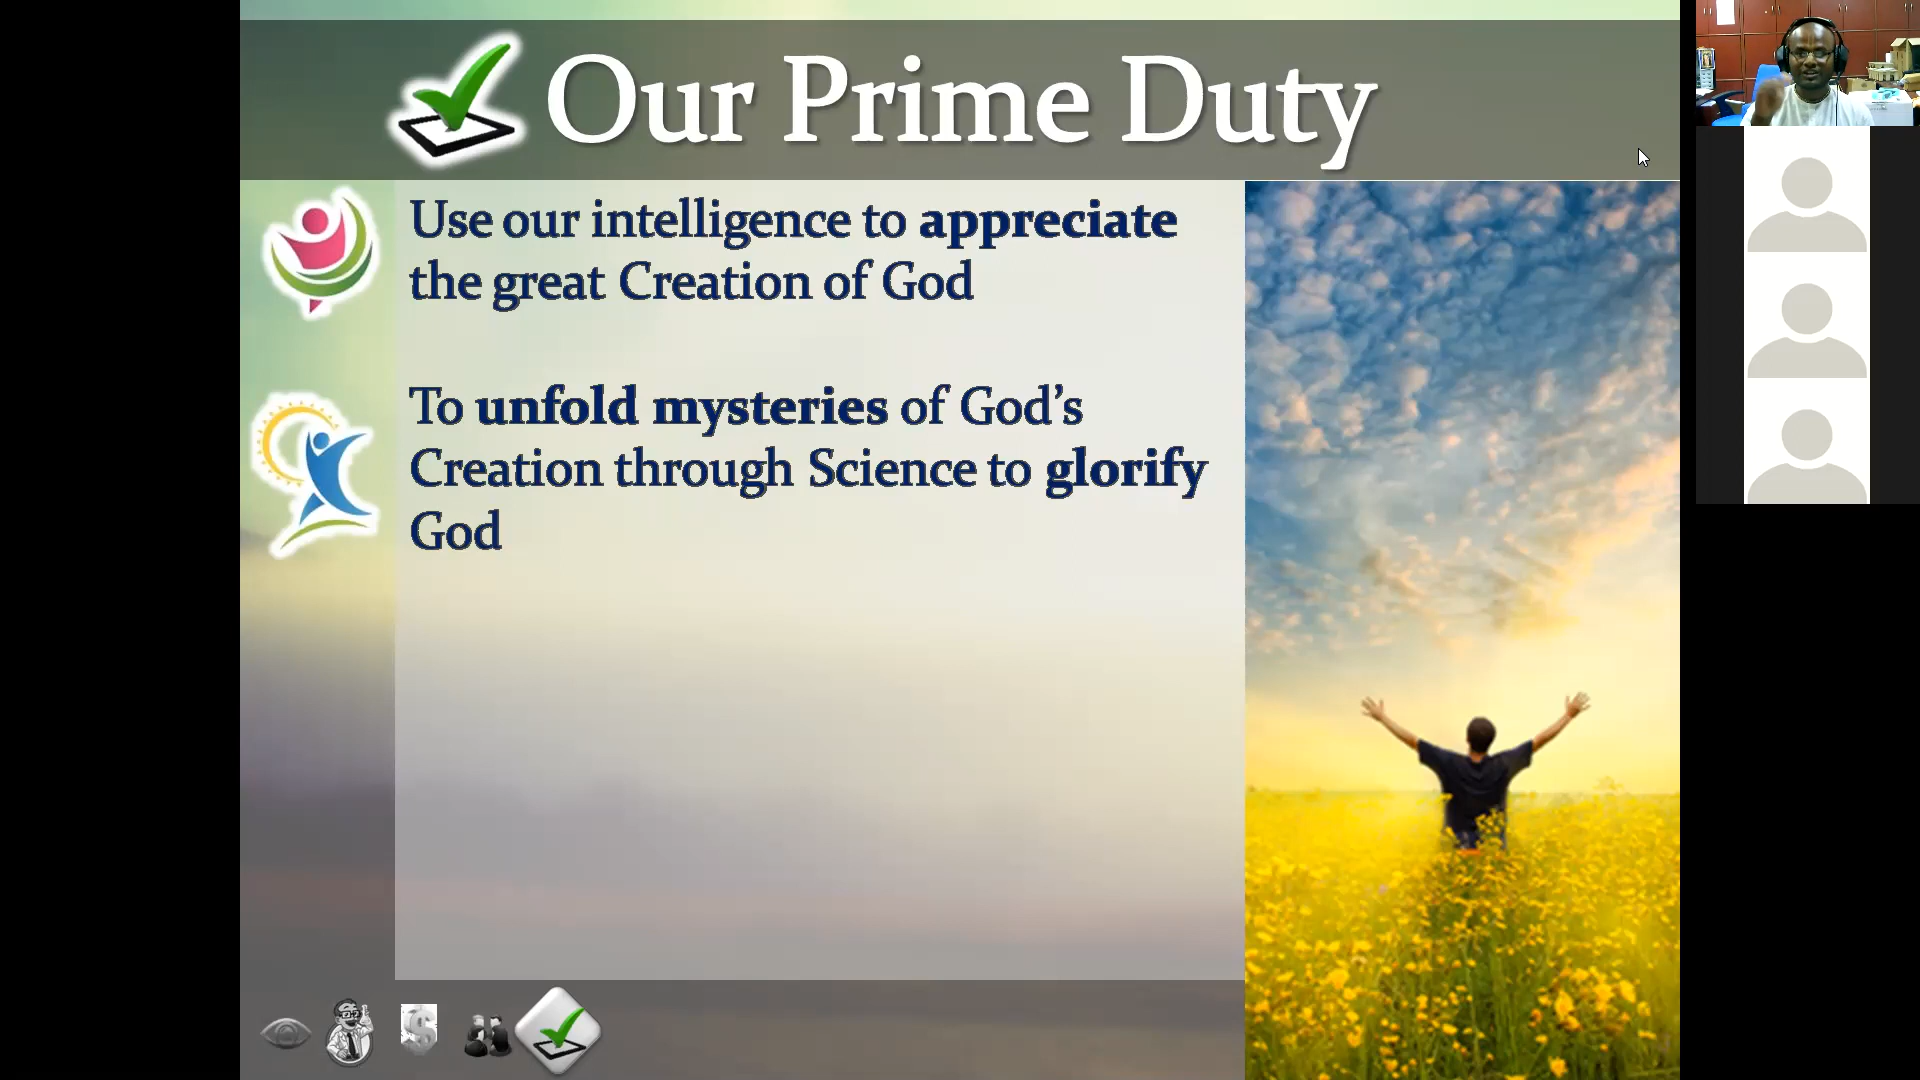 Our Prime Duty
Use our intelligence to appreciate
the great Creation of God
To unfold mysteries of God's
Creation through Science to glorify
God